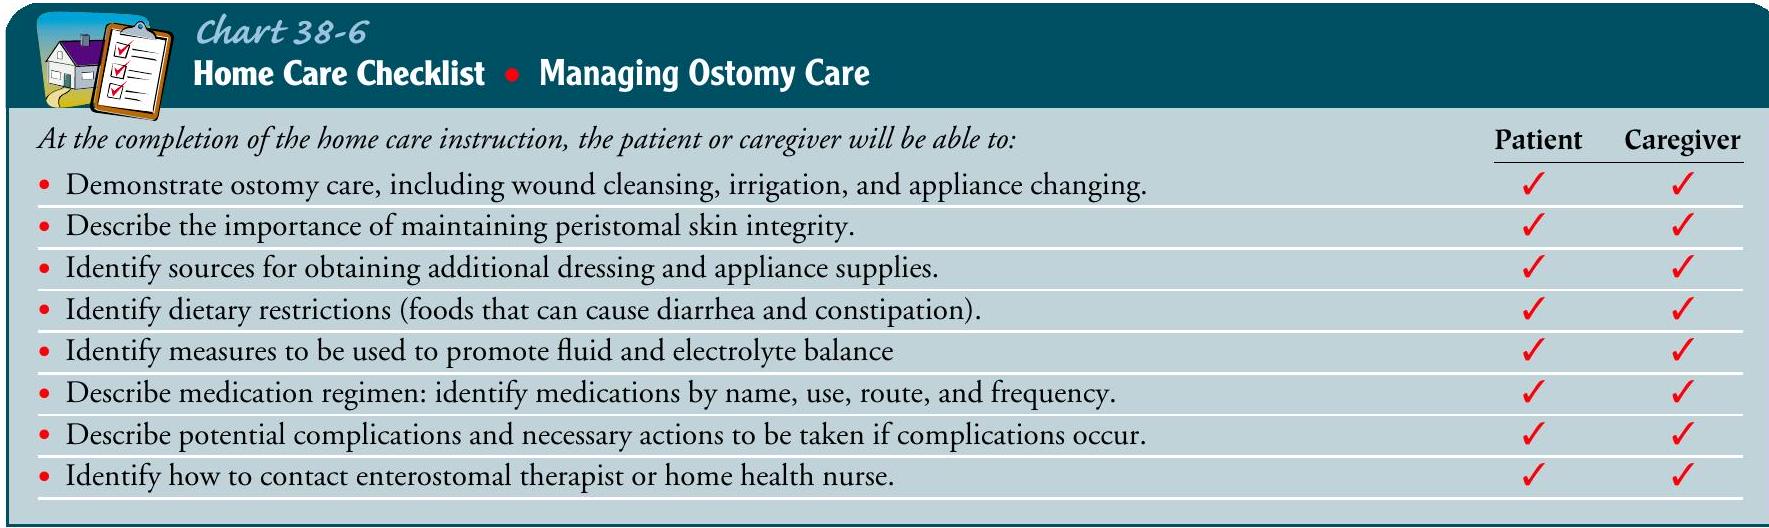 Chart 38-6
Home Care Checklist • Managing Ostomy Care
At the completion of the home care instruction, the patient or caregiver will be able to: Patient Caregiver
• Demonstrate ostomy care, including wound cleansing, irrigation, and appliance changing. ✓ ✓
• Describe the importance of maintaining peristomal skin integrity. ✓ ✓
• Identify sources for obtaining additional dressing and appliance supplies. ✓ ✓
• Identify dietary restrictions (foods that can cause diarrhea and constipation). ✓ ✓
• Identify measures to be used to promote fluid and electrolyte balance ✓ ✓
• Describe medication regimen: identify medications by name, use, route, and frequency. ✓ ✓
• Describe potential complications and necessary actions to be taken if complications occur. ✓ ✓
• Identify how to contact enterostomal therapist or home health nurse. ✓ ✓